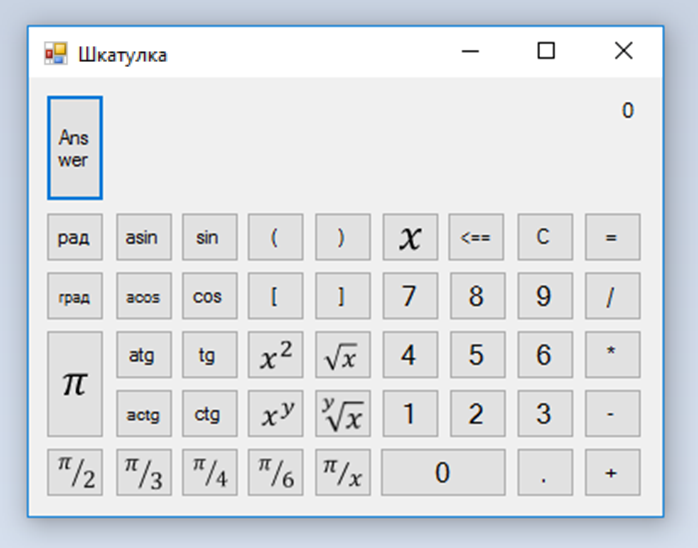 Шкатулка
0
Ans
wer
рад asin sin ( ) x <== C =
град acos cos [ ] 7 8 9 /
π atg tg x² √x 4 5 6 *
actg ctg xʸ ʸ√x 1 2 3 -
π/2 π/3 π/4 π/6 π/x 0 . +